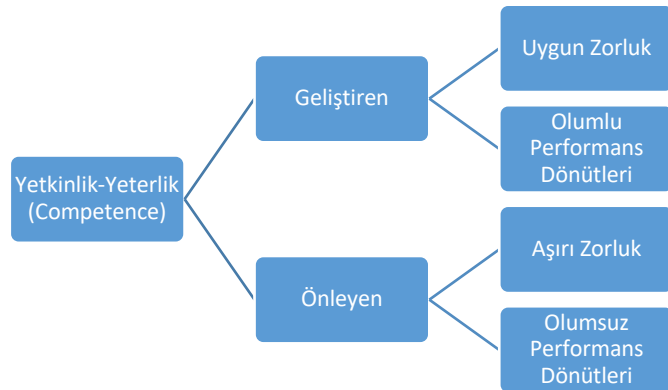 Yetkinlik-Yeterlik
(Competence)
Geliştiren
Uygun Zorluk
Olumlu
Performans
Dönütleri
Önleyen
Aşırı Zorluk
Olumsuz
Performans
Dönütleri